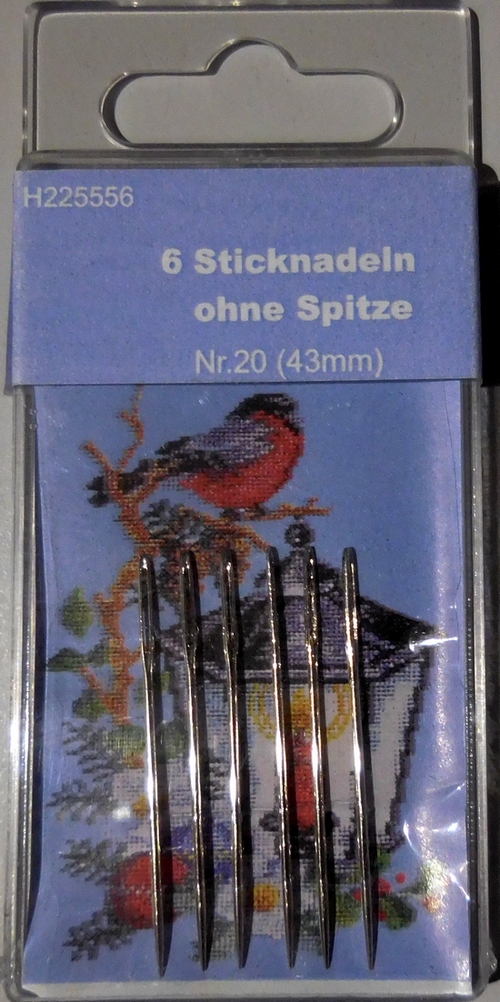 H225556
6 Sticknadeln
ohne Spitze
Nr.20 (43mm)